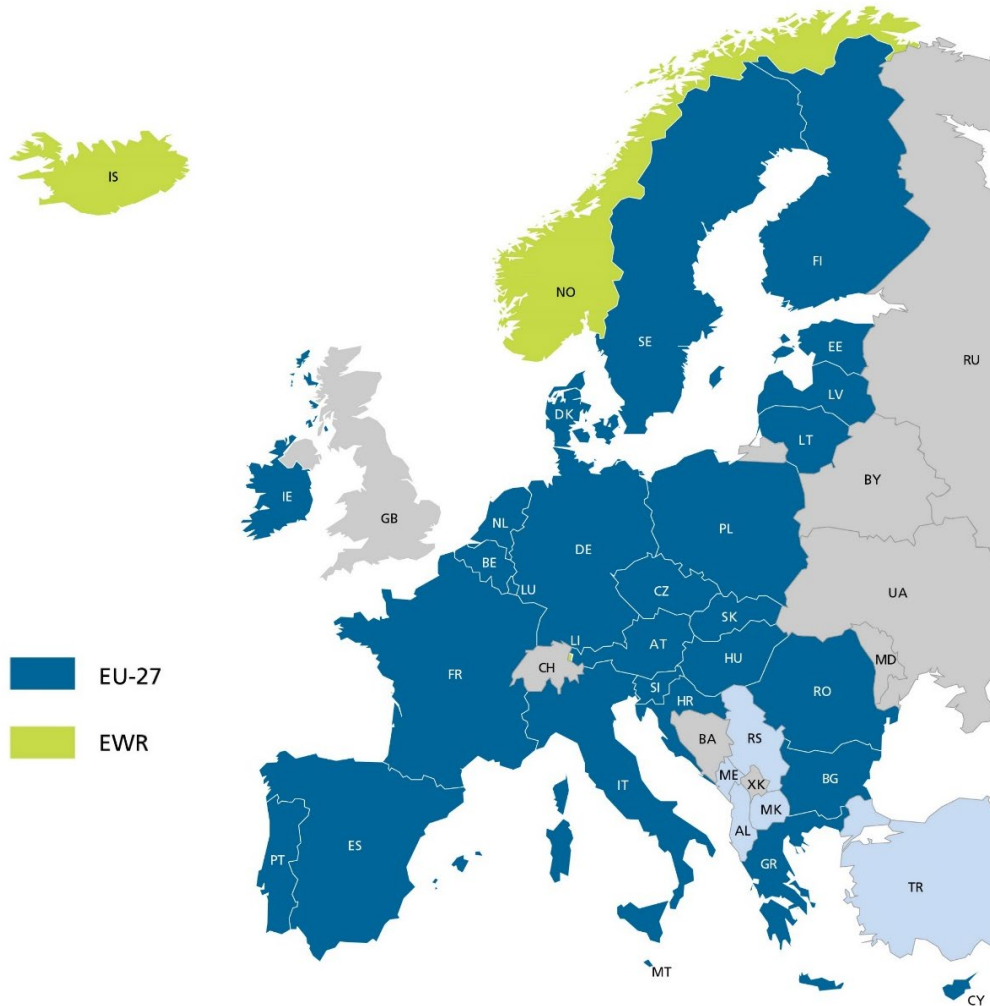 IS
NO
SE
FI
RU
EE
LV
LT
DK
BY
IE
GB
NL
PL
DE
BE
LU
CZ
UA
SK
LI
AT
HU
MD
CH
FR
SI
HR
RO
EU-27
BA
RS
EWR
ME
XK
BG
IT
MK
AL
ES
PT
GR
TR
MT
CY